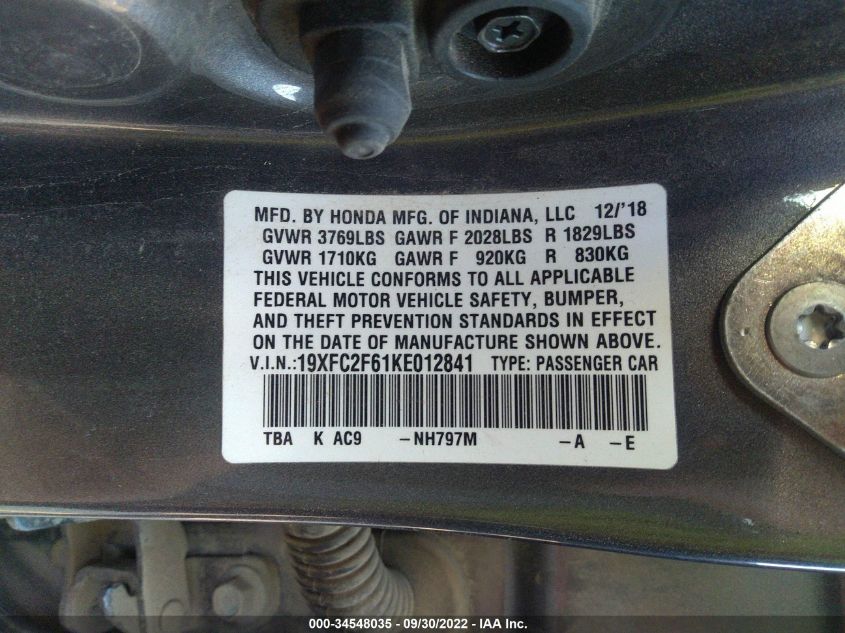 MFD. BY HONDA MFG. OF INDIANA, LLC 12/'18
GVWR 3769LBS GAWR F 2028LBS R 1829LBS
GVWR 1710KG GAWR F 920KG R 830KG
THIS VEHICLE CONFORMS TO ALL APPLICABLE
FEDERAL MOTOR VEHICLE SAFETY, BUMPER,
AND THEFT PREVENTION STANDARDS IN EFFECT
ON THE DATE OF MANUFACTURE SHOWN ABOVE.
V.I.N.:19XFC2F61KE012841 TYPE: PASSENGER CAR
TBA K AC9 -NH797M -A -E
000-34548035 - 09/30/2022 - IAA Inc.